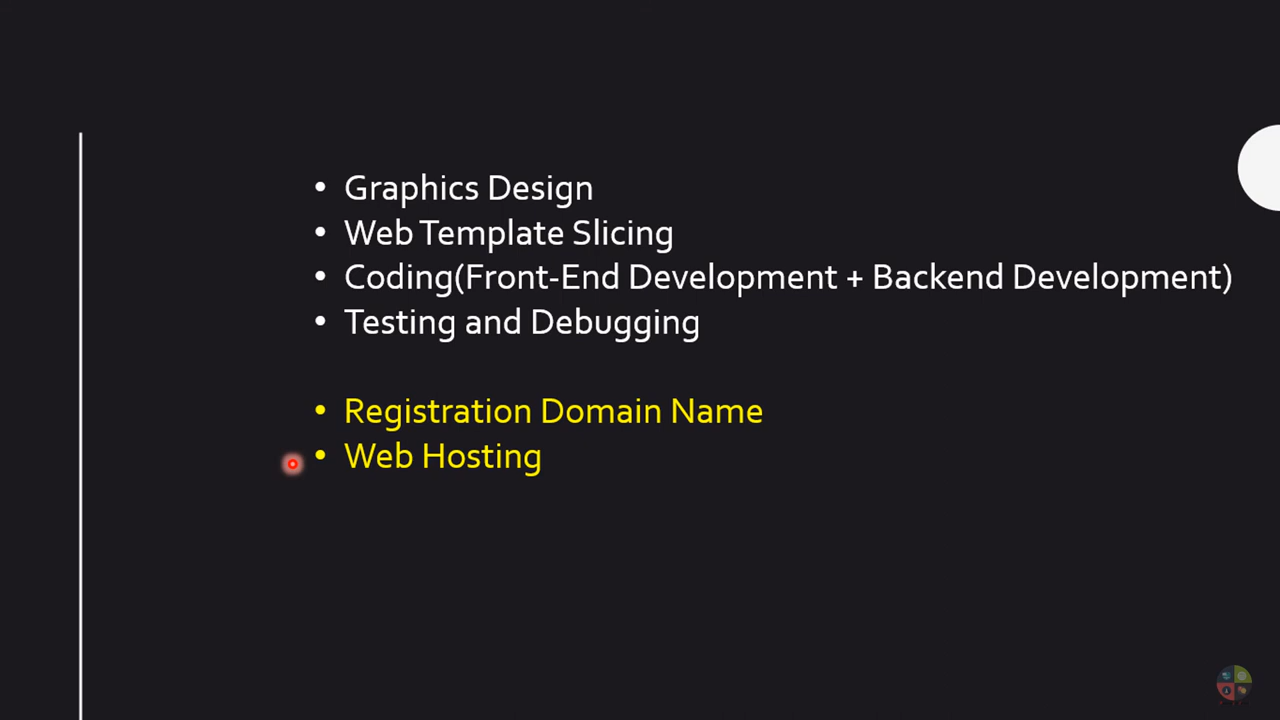 • Graphics Design
• Web Template Slicing
• Coding(Front-End Development + Backend Development)
• Testing and Debugging
• Registration Domain Name
• Web Hosting